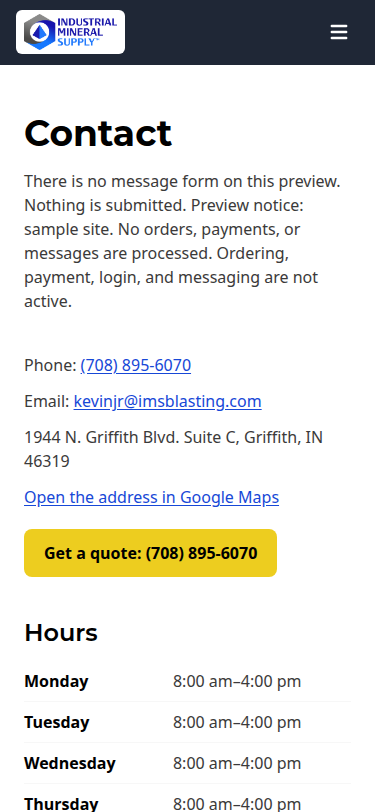 INDUSTRIAL
MINERAL
SUPPLY™
Contact
There is no message form on this preview.
Nothing is submitted. Preview notice:
sample site. No orders, payments, or
messages are processed. Ordering,
payment, login, and messaging are not
active.
Phone: (708) 895-6070
Email: kevinjr@imsblasting.com
1944 N. Griffith Blvd. Suite C, Griffith, IN
46319
Open the address in Google Maps
Get a quote: (708) 895-6070
Hours
Monday 8:00 am–4:00 pm
Tuesday 8:00 am–4:00 pm
Wednesday 8:00 am–4:00 pm
Thursday 8:00 am–4:00 pm